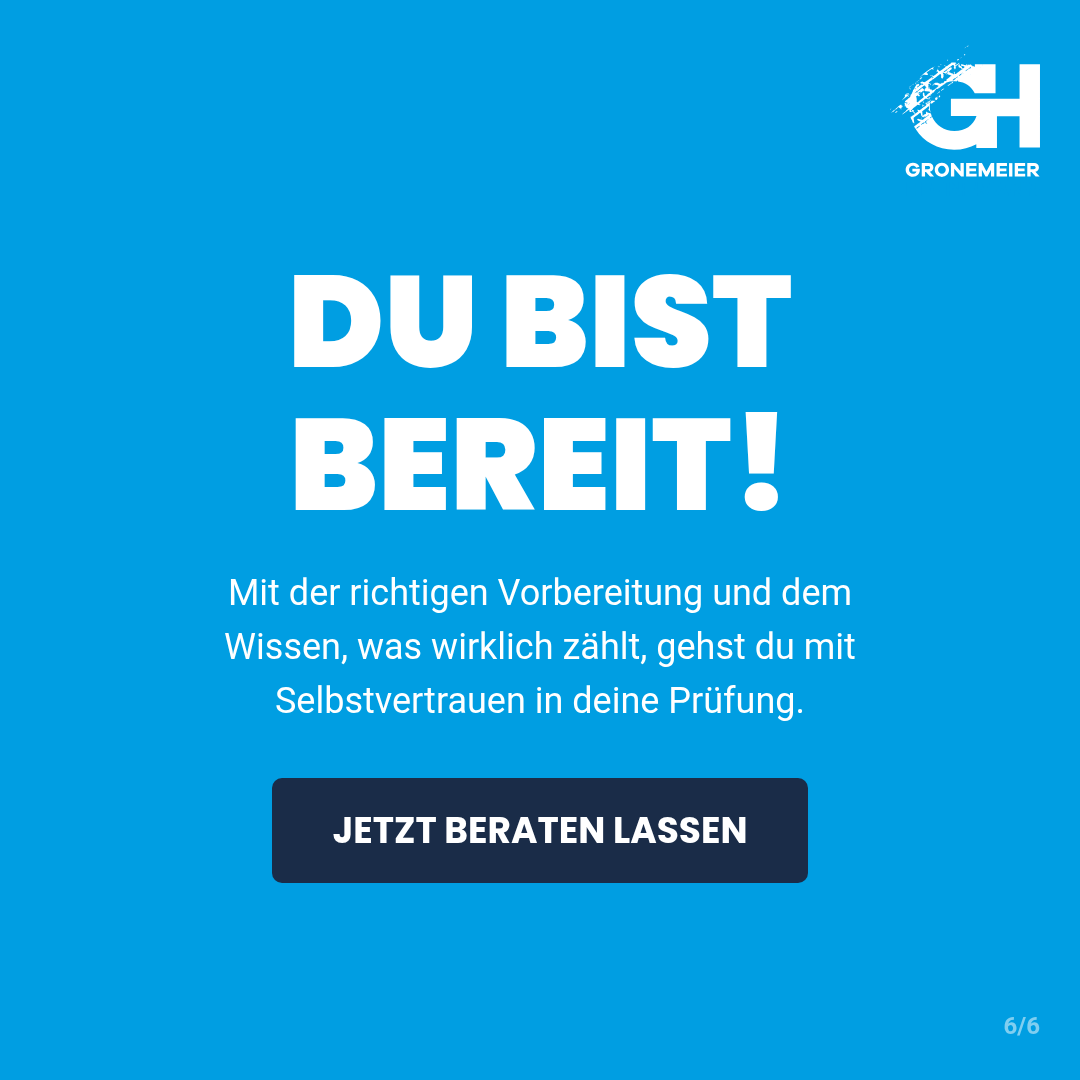 GH
GRONEMEIER
DU BIST
BEREIT!
Mit der richtigen Vorbereitung und dem
Wissen, was wirklich zählt, gehst du mit
Selbstvertrauen in deine Prüfung.
JETZT BERATEN LASSEN
6/6